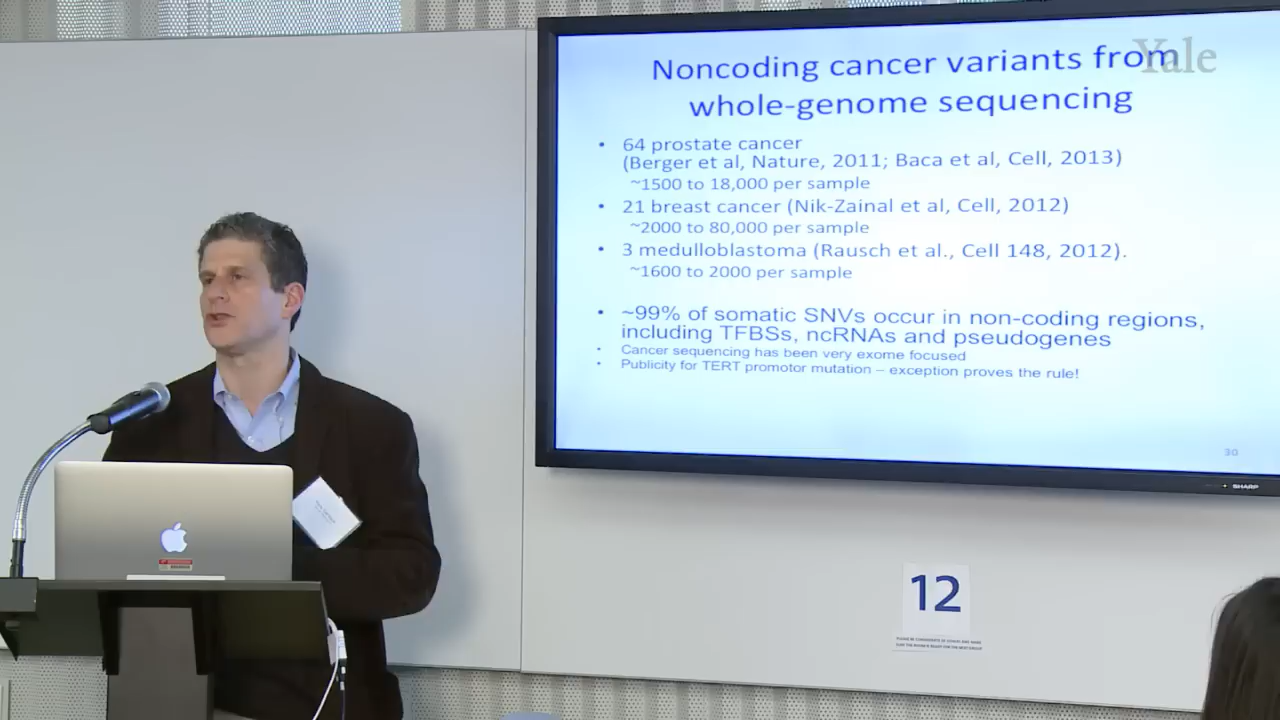 Noncoding cancer variants from
whole-genome sequencing
Yale
• 64 prostate cancer
(Berger et al, Nature, 2011; Baca et al, Cell, 2013)
~1500 to 18,000 per sample
• 21 breast cancer (Nik-Zainal et al, Cell, 2012)
~2000 to 80,000 per sample
• 3 medulloblastoma (Rausch et al., Cell 148, 2012).
~1600 to 2000 per sample
• ~99% of somatic SNVs occur in non-coding regions,
including TFBSs, ncRNAs and pseudogenes
• Cancer sequencing has been very exome focused
• Publicity for TERT promotor mutation – exception proves the rule!
30
SHARP
12